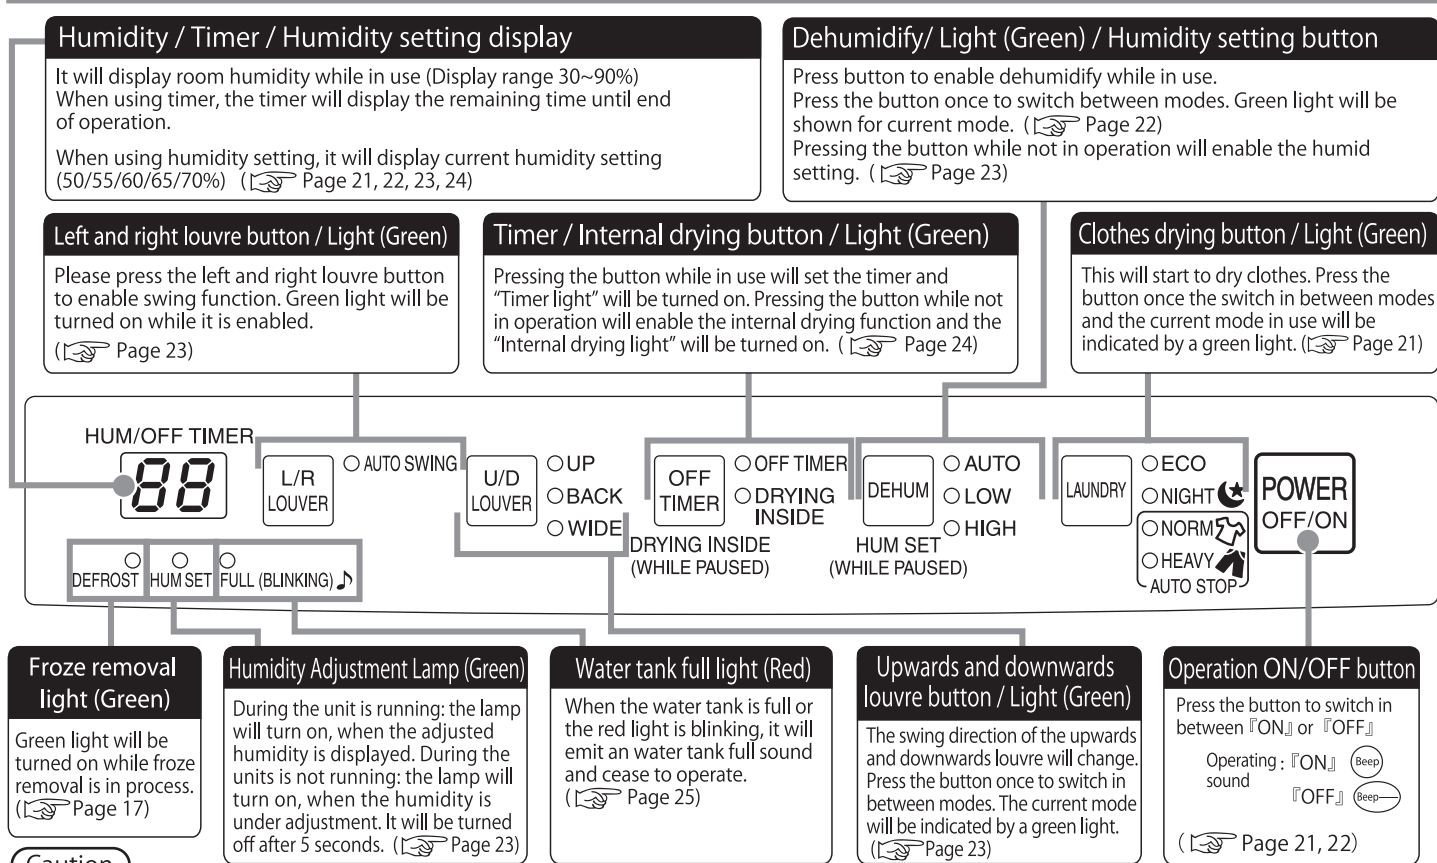 Humidity / Timer / Humidity setting display
It will display room humidity while in use (Display range 30~90%)
When using timer, the timer will display the remaining time until end
of operation.
When using humidity setting, it will display current humidity setting
(50/55/60/65/70%) ( Page 21, 22, 23, 24)
Dehumidify/ Light (Green) / Humidity setting button
Press button to enable dehumidify while in use.
Press the button once to switch between modes. Green light will be
shown for current mode. ( Page 22)
Pressing the button while not in operation will enable the humid
setting. ( Page 23)
Left and right louvre button / Light (Green)
Please press the left and right louvre button
to enable swing function. Green light will be
turned on while it is enabled.
( Page 23)
Timer / Internal drying button / Light (Green)
Pressing the button while in use will set the timer and
“Timer light” will be turned on. Pressing the button while not
in operation will enable the internal drying function and the
“Internal drying light” will be turned on. ( Page 24)
Clothes drying button / Light (Green)
This will start to dry clothes. Press the
button once the switch in between modes
and the current mode in use will be
indicated by a green light. ( Page 21)
HUM/OFF TIMER
88
L/R
LOUVER
AUTO SWING
U/D
LOUVER
UP
BACK
WIDE
OFF
TIMER
OFF TIMER
DRYING
INSIDE
DRYING INSIDE
(WHILE PAUSED)
DEHUM
AUTO
LOW
HIGH
HUM SET
(WHILE PAUSED)
LAUNDRY
ECO
NIGHT
NORM
HEAVY
AUTO STOP
POWER
OFF/ON
DEFROST
HUM SET
FULL (BLINKING) ♪
Froze removal
light (Green)
Green light will be
turned on while froze
removal is in process.
( Page 17)
Humidity Adjustment Lamp (Green)
During the unit is running: the lamp
will turn on, when the adjusted
humidity is displayed. During the
units is not running: the lamp will
turn on, when the humidity is
under adjustment. It will be turned
off after 5 seconds. ( Page 23)
Water tank full light (Red)
When the water tank is full or
the red light is blinking, it will
emit an water tank full sound
and cease to operate.
( Page 25)
Upwards and downwards
louvre button / Light (Green)
The swing direction of the upwards
and downwards louvre will change.
Press the button once to switch in
between modes. The current mode
will be indicated by a green light.
( Page 23)
Operation ON/OFF button
Press the button to switch in
between『ON』or 『OFF』
Operating : 『ON』 Beep
sound
『OFF』 Beep—
( Page 21, 22)
Caution